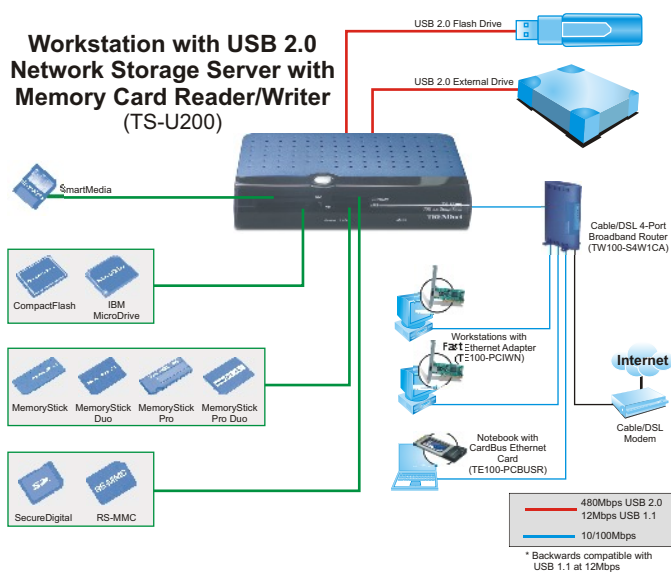 Workstation with USB 2.0
Network Storage Server with
Memory Card Reader/Writer
(TS-U200)
USB 2.0 Flash Drive
USB 2.0 External Drive
SmartMedia
TRENDnet
Cable/DSL 4-Port
Broadband Router
(TW100-S4W1CA)
CompactFlash
IBM
MicroDrive
Workstations with
Fast Ethernet Adapter
(TE100-PCIWN)
Internet
MemoryStick
MemoryStick
Duo
MemoryStick
Pro
MemoryStick
Pro Duo
Cable/DSL
Modem
Notebook with
CardBus Ethernet
Card
(TE100-PCBUSR)
RS-MMC
SecureDigital
RS-MMC
480Mbps USB 2.0
12Mbps USB 1.1
10/100Mbps
* Backwards compatible with
USB 1.1 at 12Mbps